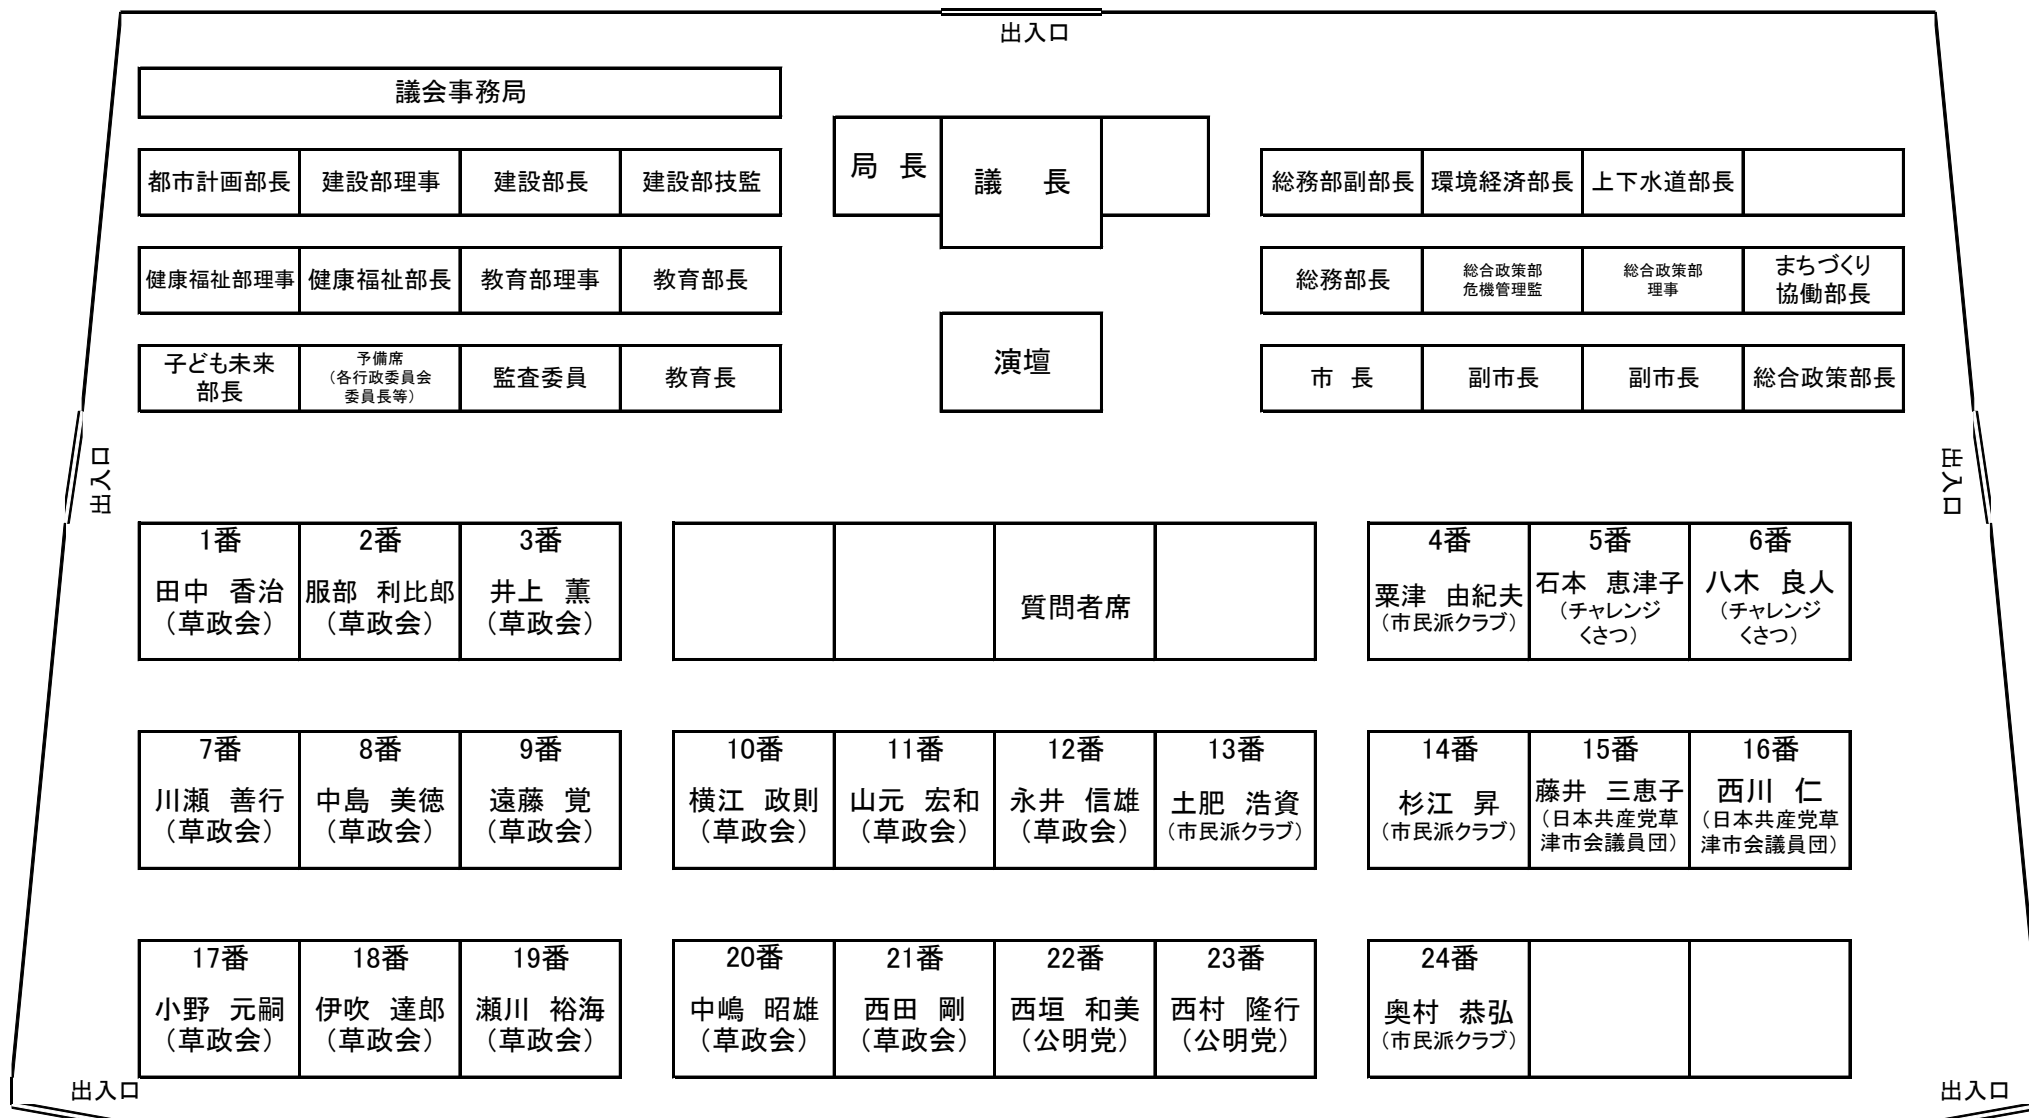 出入口
議会事務局
局 長
議 長
都市計画部長 建設部理事 建設部長 建設部技監
総務部副部長 環境経済部長 上下水道部長
健康福祉部理事 健康福祉部長 教育部理事 教育部長
総務部長
総合政策部
危機管理監
総合政策部
理事
まちづくり
協働部長
子ども未来
部長
予備席
（各行政委員会
委員長等）
監査委員 教育長
演壇
市 長 副市長 副市長 総合政策部長
出入口
出入口
1番
田中 香治
（草政会）
2番
服部 利比郎
（草政会）
3番
井上 薫
（草政会）
質問者席
4番
粟津 由紀夫
（市民派クラブ）
5番
石本 恵津子
（チャレンジ
くさつ）
6番
八木 良人
（チャレンジ
くさつ）
7番
川瀬 善行
（草政会）
8番
中島 美徳
（草政会）
9番
遠藤 覚
（草政会）
10番
横江 政則
（草政会）
11番
山元 宏和
（草政会）
12番
永井 信雄
（草政会）
13番
土肥 浩資
（市民派クラブ）
14番
杉江 昇
（市民派クラブ）
15番
藤井 三恵子
（日本共産党草
津市会議員団）
16番
西川 仁
（日本共産党草
津市会議員団）
17番
小野 元嗣
（草政会）
18番
伊吹 達郎
（草政会）
19番
瀬川 裕海
（草政会）
20番
中嶋 昭雄
（草政会）
21番
西田 剛
（草政会）
22番
西垣 和美
（公明党）
23番
西村 隆行
（公明党）
24番
奥村 恭弘
（市民派クラブ）
出入口
出入口